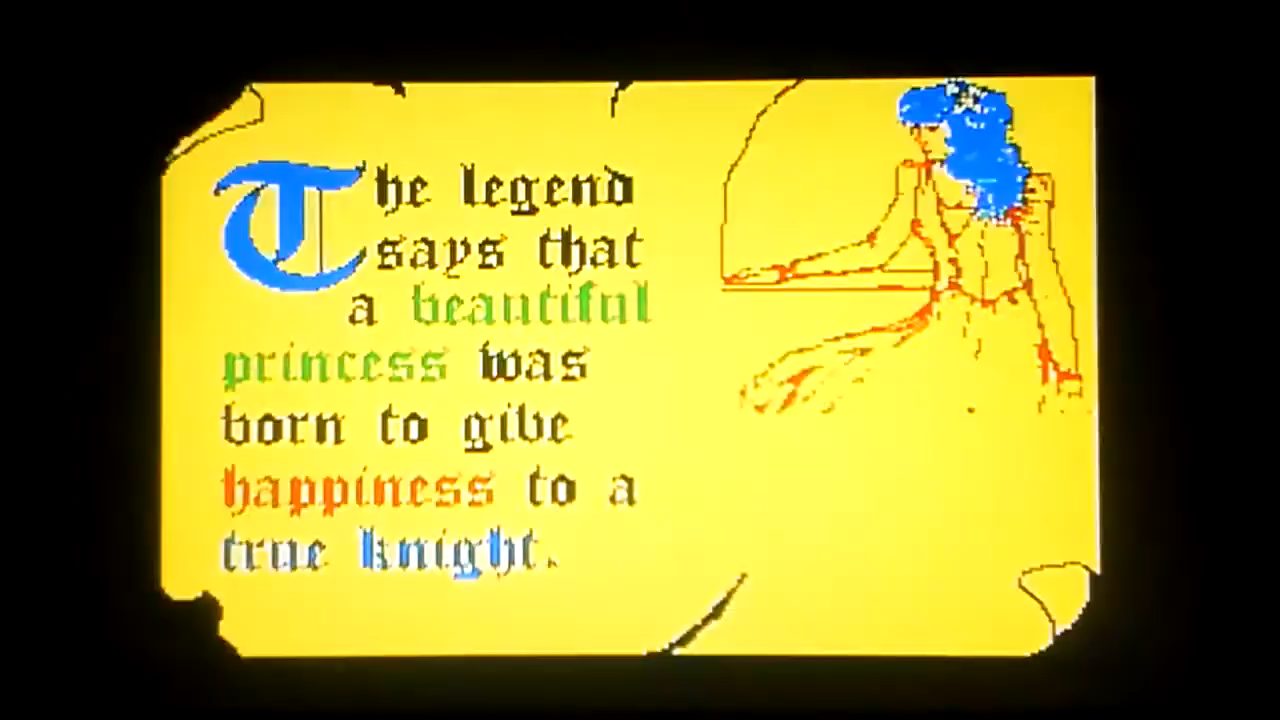 The legend
says that
a beautiful
princess was
born to give
happiness to a
true knight.